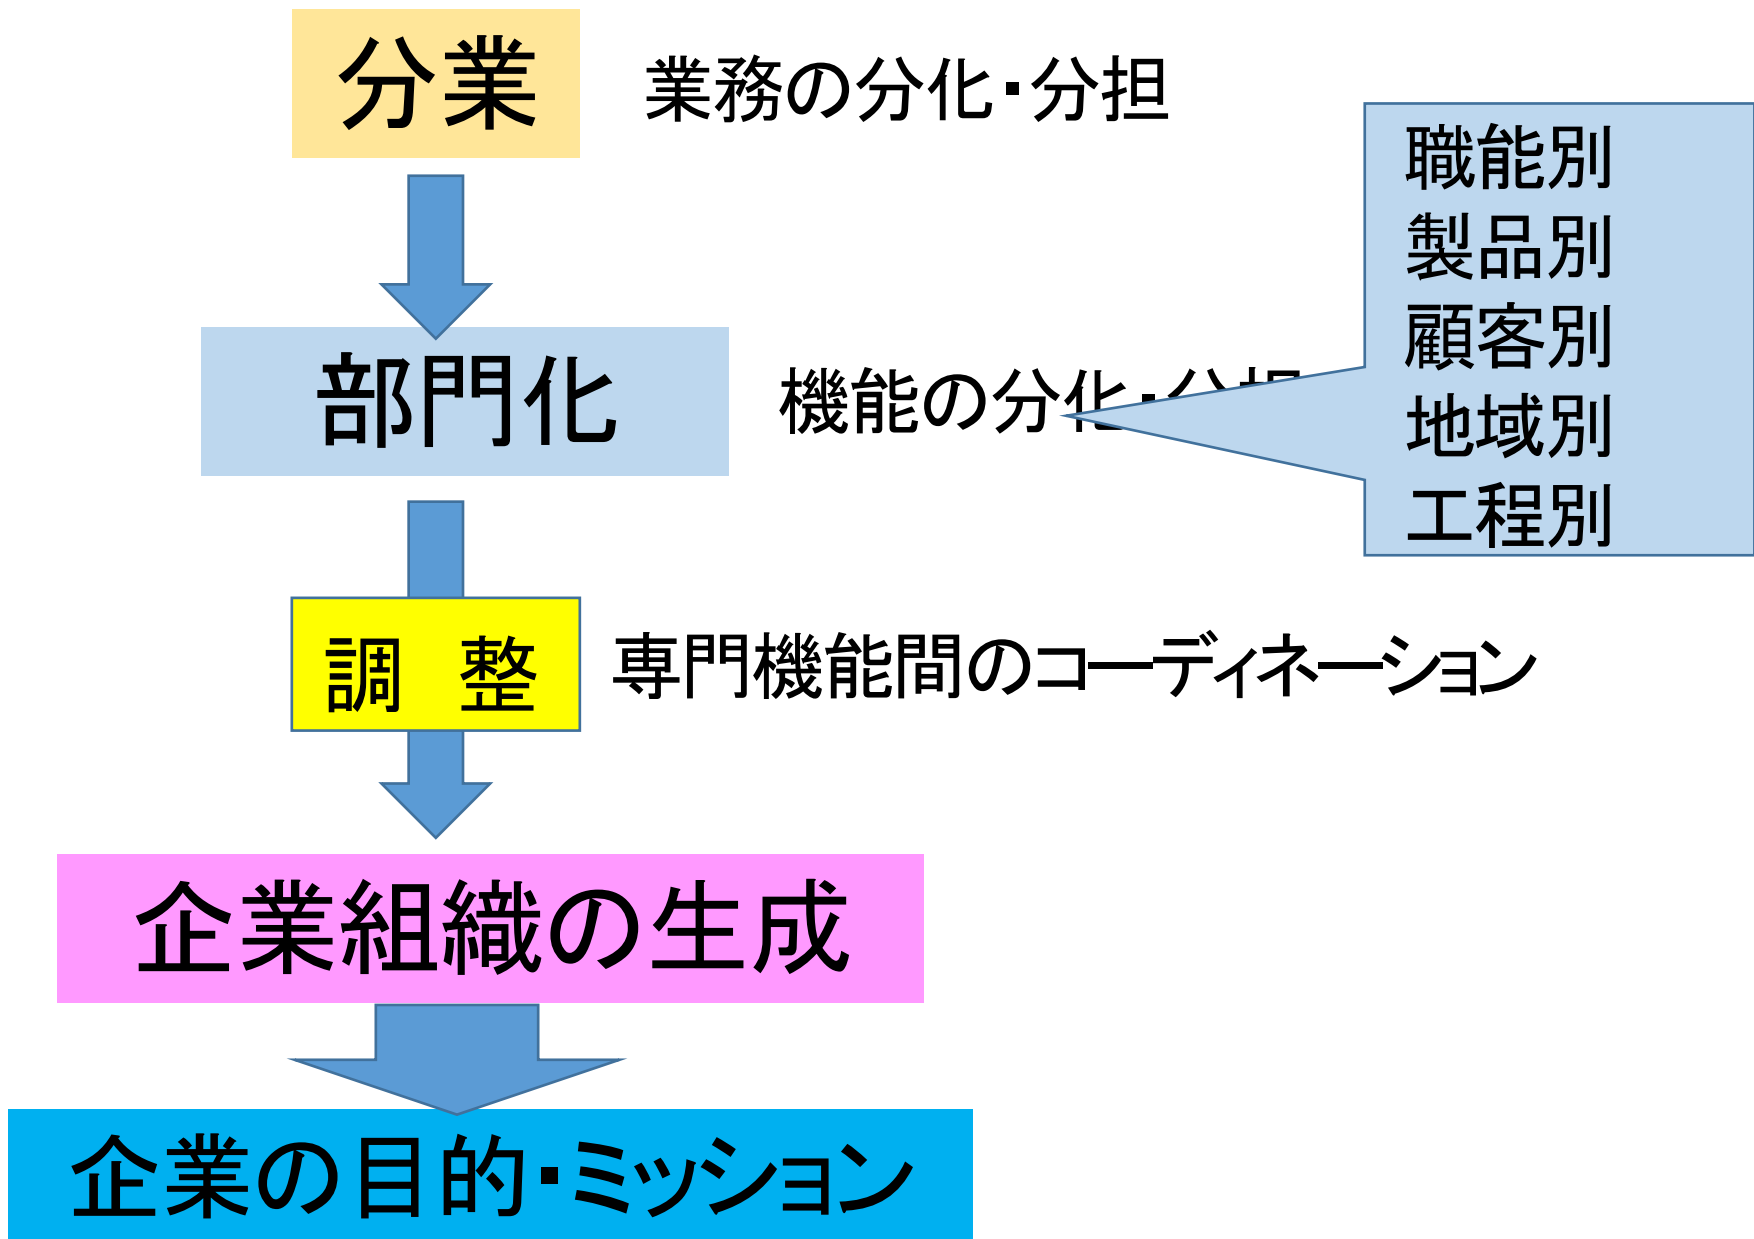 分業
業務の分化・分担
職能別
製品別
顧客別
地域別
工程別
部門化
機能の分化・分担
調　整
専門機能間のコーディネーション
企業組織の生成
企業の目的・ミッション